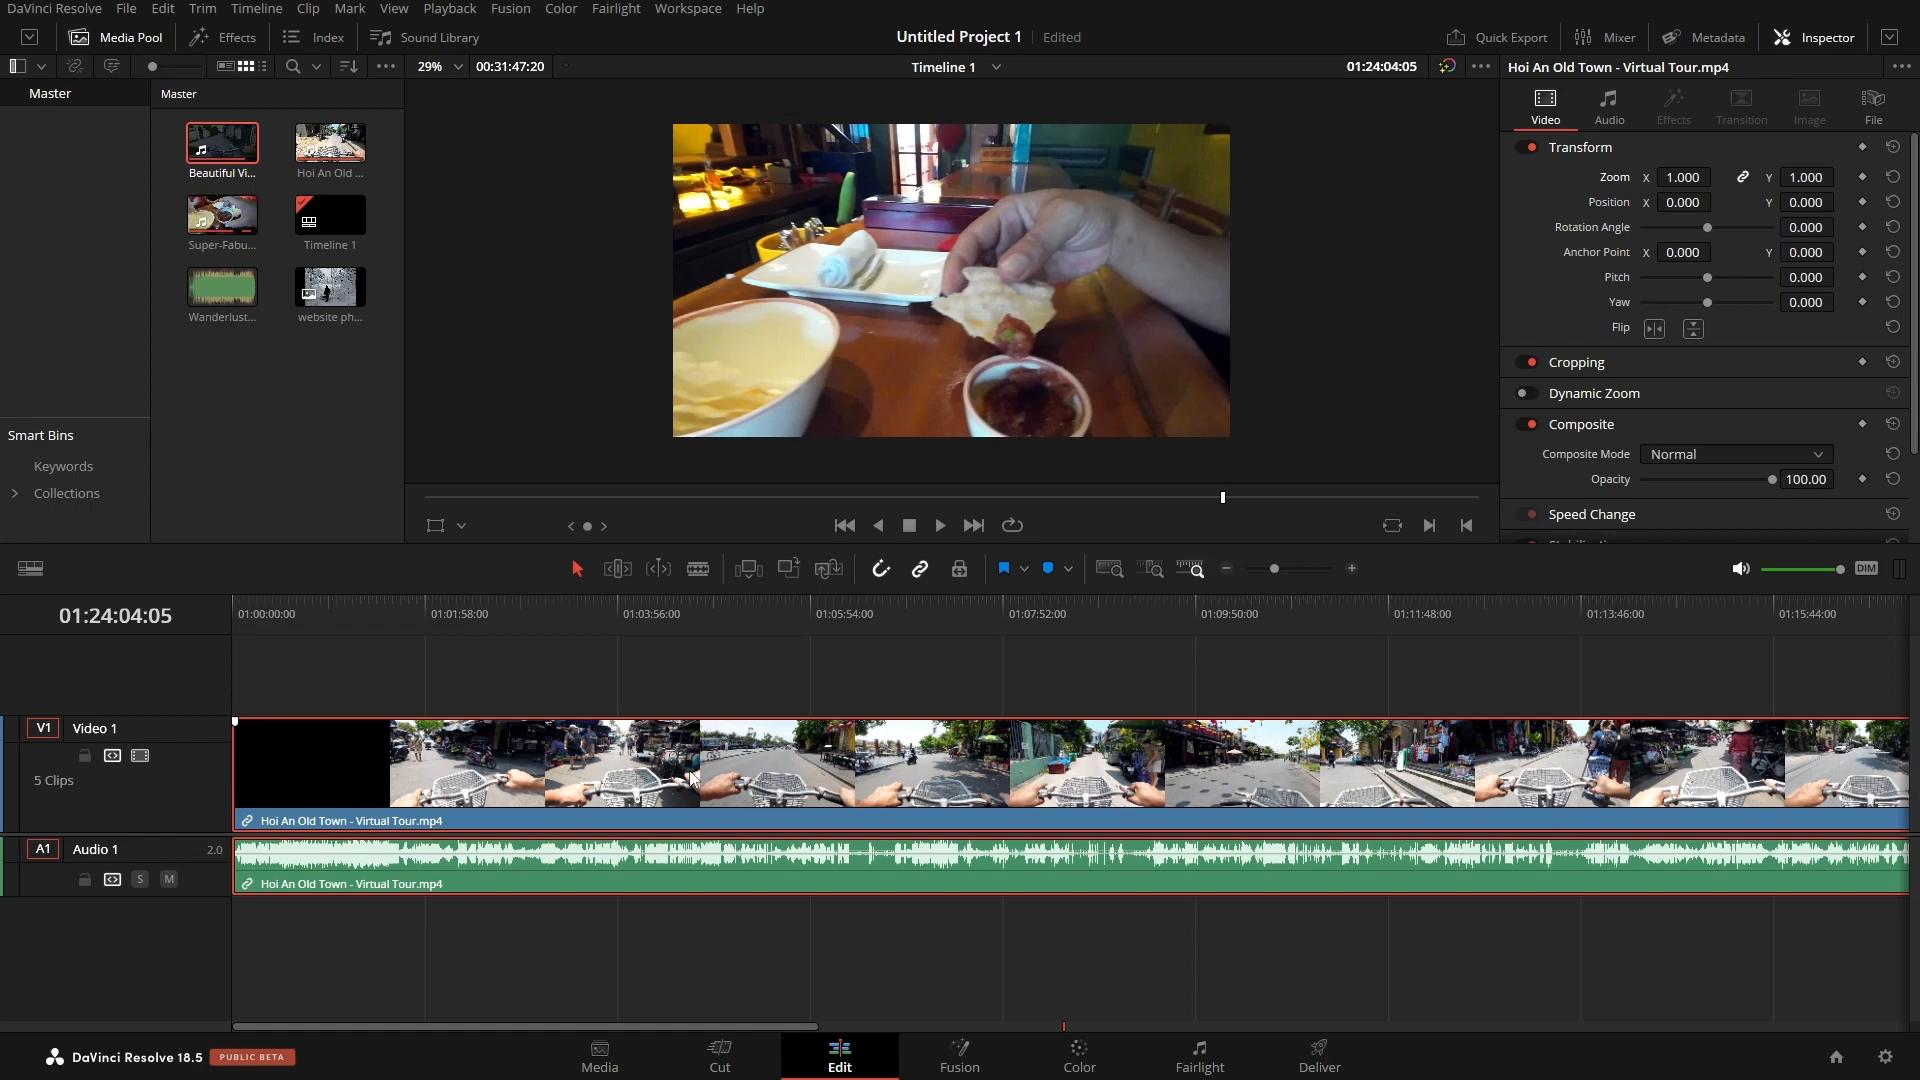 DaVinci Resolve File Edit Trim Timeline Clip Mark View Playback Fusion Color Fairlight Workspace Help
Media Pool Effects Index Sound Library Untitled Project 1 Edited Quick Export Mixer Metadata Inspector
29% 00:31:47:20 Timeline 1 01:24:04:05 Hoi An Old Town - Virtual Tour.mp4
Master Master
Video Audio Effects Transition Image File
Beautiful Vi... Hoi An Old ...
Super-Fabu... Timeline 1
Wanderlust... website ph...
Transform
Zoom X 1.000 Y 1.000
Position X 0.000 Y 0.000
Rotation Angle 0.000
Anchor Point X 0.000 Y 0.000
Pitch 0.000
Yaw 0.000
Flip
Cropping
Dynamic Zoom
Composite
Composite Mode Normal
Opacity 100.00
Speed Change
Smart Bins
Keywords
Collections
DIM
01:24:04:05 01:00:00:00 01:01:58:00 01:03:56:00 01:05:54:00 01:07:52:00 01:09:50:00 01:11:48:00 01:13:46:00 01:15:44:00
V1 Video 1
5 Clips
Hoi An Old Town - Virtual Tour.mp4
A1 Audio 1 2.0
S M
Hoi An Old Town - Virtual Tour.mp4
DaVinci Resolve 18.5 PUBLIC BETA
Media Cut Edit Fusion Color Fairlight Deliver